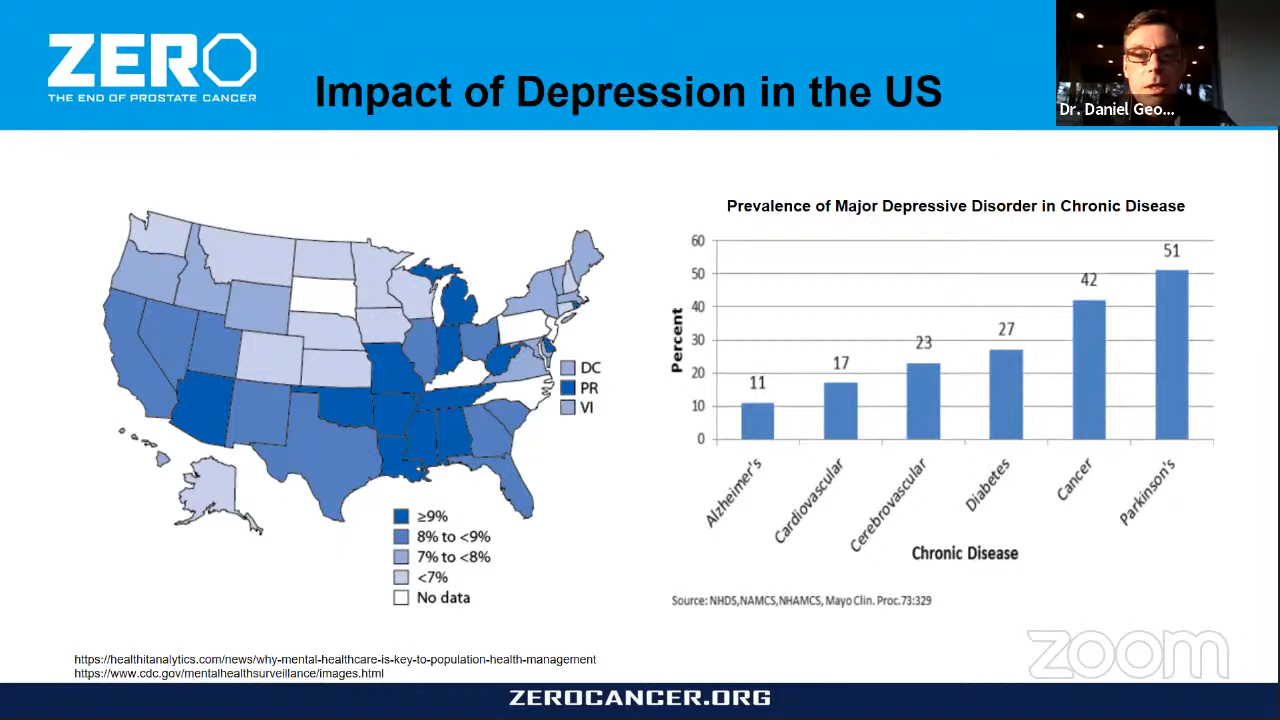 ZERO
THE END OF PROSTATE CANCER
Impact of Depression in the US
Dr. Daniel Geo...
DC
PR
VI
≥9%
8% to <9%
7% to <8%
<7%
No data
Prevalence of Major Depressive Disorder in Chronic Disease
Percent
60
50
40
30
20
10
0
11
17
23
27
42
51
Alzheimer's
Cardiovascular
Cerebrovascular
Diabetes
Cancer
Parkinson's
Chronic Disease
Source: NHDS,NAMCS,NHAMCS, Mayo Clin. Proc.73:329
https://healthitanalytics.com/news/why-mental-healthcare-is-key-to-population-health-management
https://www.cdc.gov/mentalhealthsurveillance/images.html
zoom
ZEROCANCER.ORG